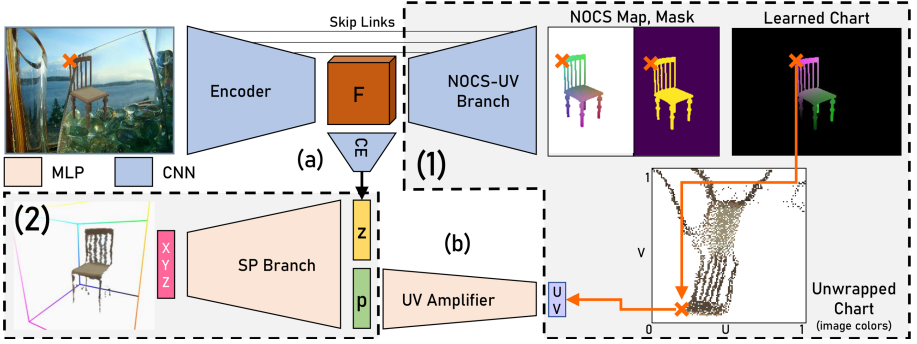 Skip Links
NOCS Map, Mask
Learned Chart
Encoder
F
NOCS-UV
Branch
CE
(a)
(1)
MLP
CNN
(2)
X
Y
Z
SP Branch
z
p
(b)
UV Amplifier
U
V
1
V
0
U
1
Unwrapped
Chart
(image colors)